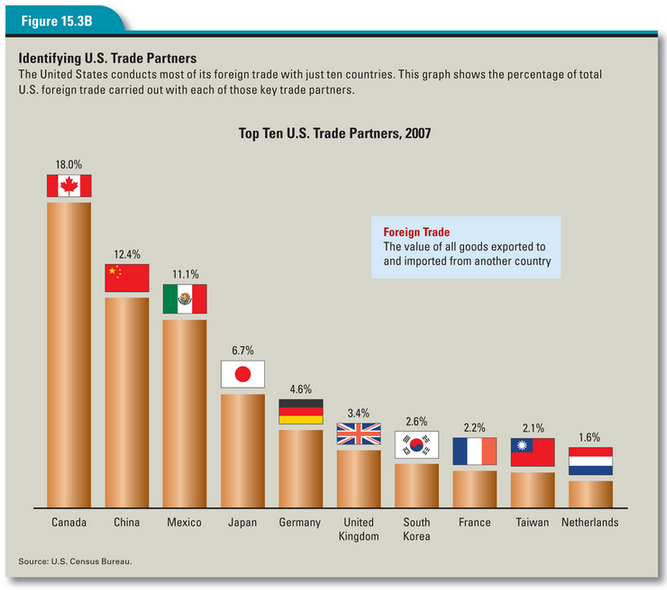 Figure 15.3B
Identifying U.S. Trade Partners
The United States conducts most of its foreign trade with just ten countries. This graph shows the percentage of total
U.S. foreign trade carried out with each of those key trade partners.
Top Ten U.S. Trade Partners, 2007
18.0%
12.4%
11.1%
6.7%
4.6%
3.4%
2.6%
2.2%
2.1%
1.6%
Foreign Trade
The value of all goods exported to
and imported from another country
Canada
China
Mexico
Japan
Germany
United
Kingdom
South
Korea
France
Taiwan
Netherlands
Source: U.S. Census Bureau.